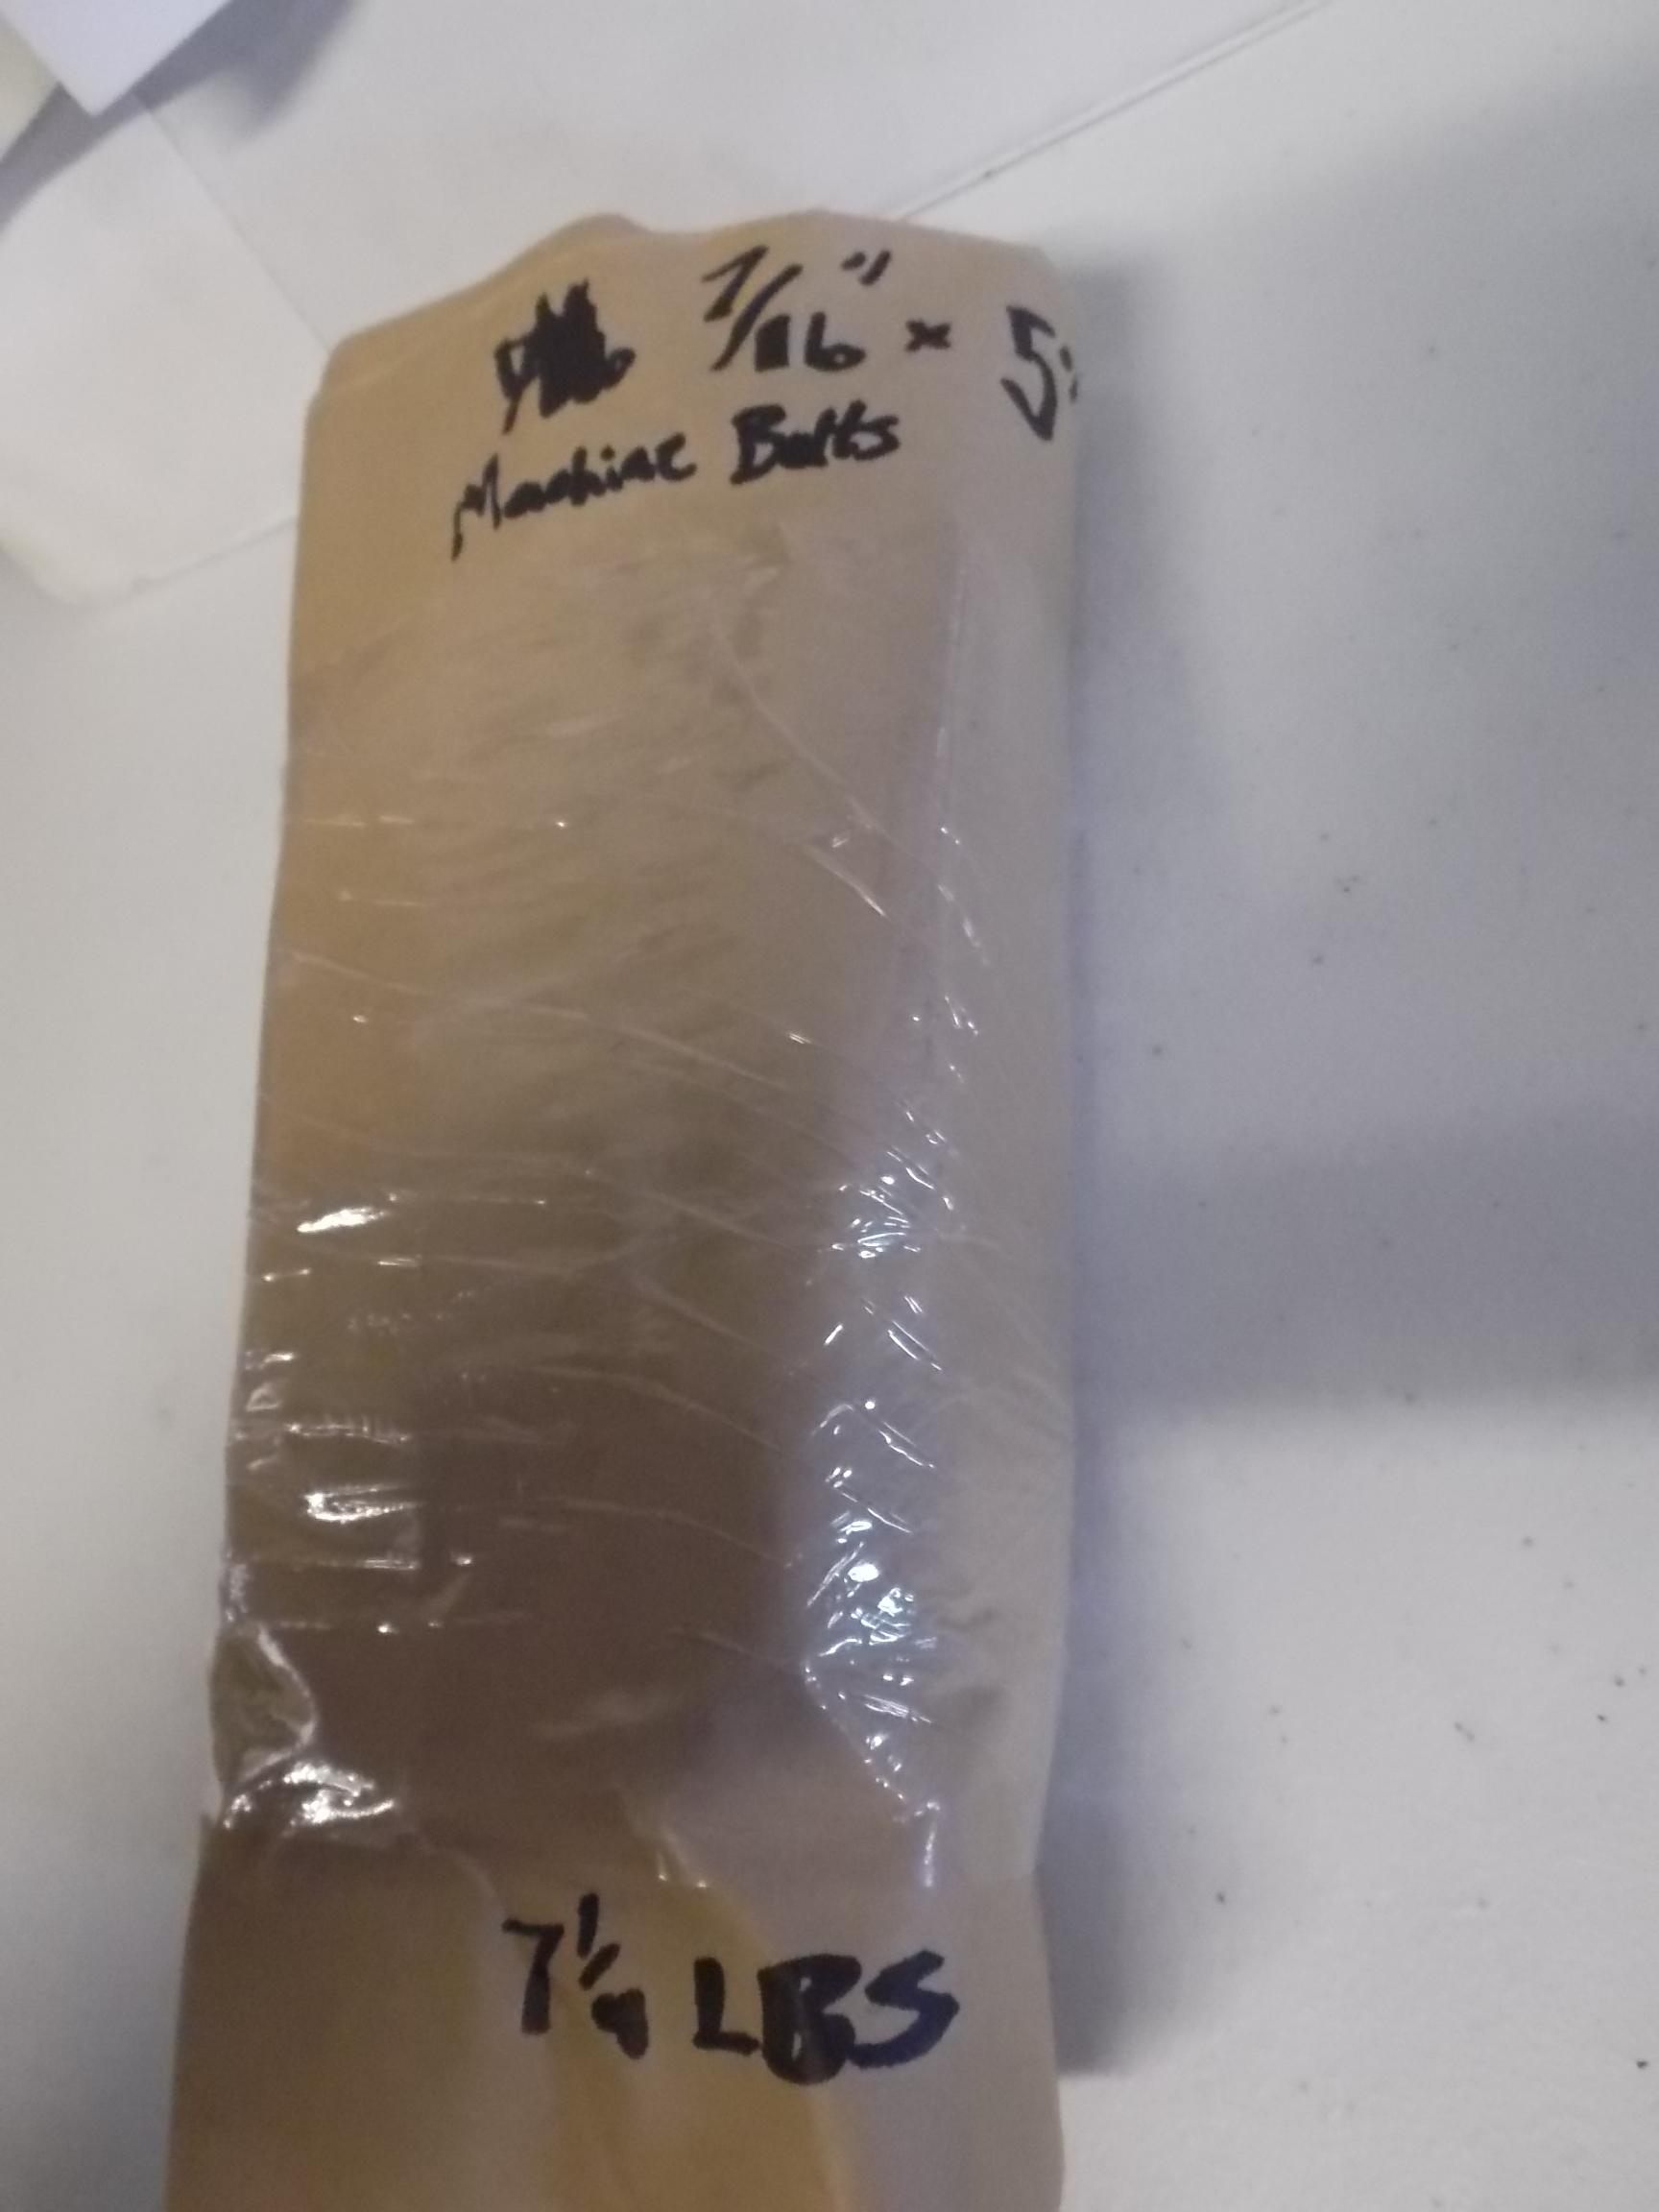 7/16" x 5
Machine Bolts
7 1/4 LBS